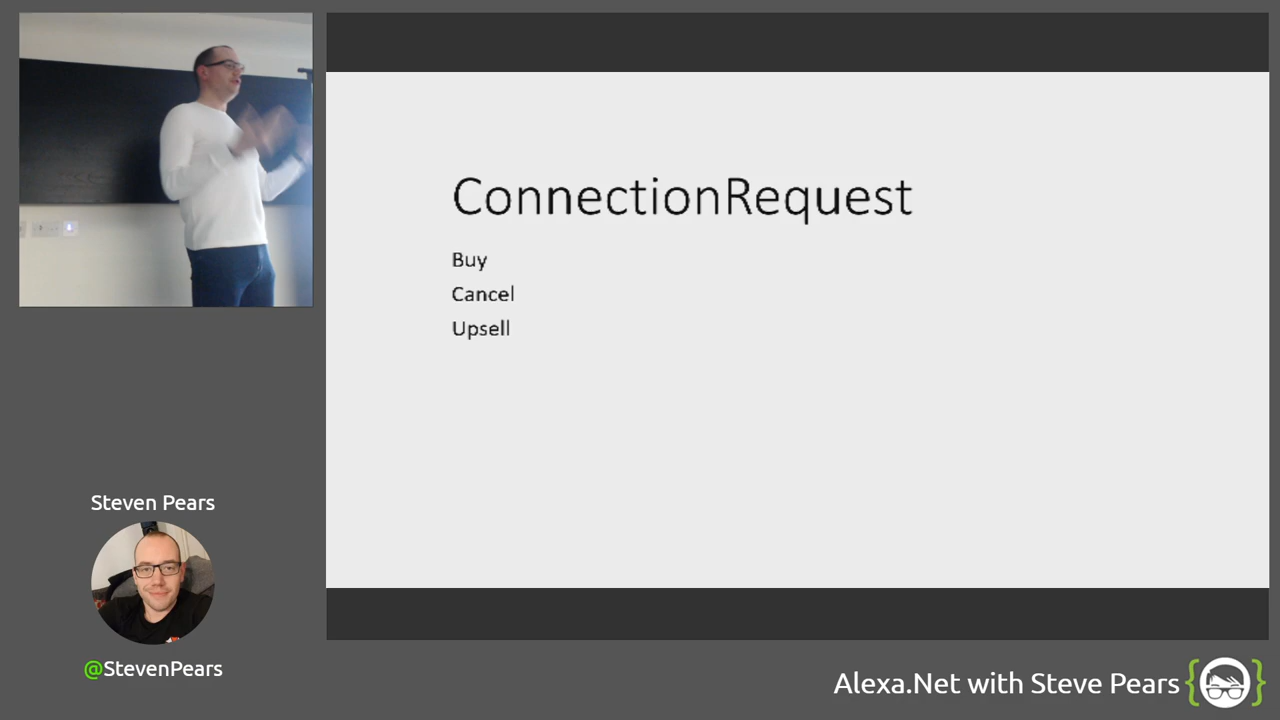 ConnectionRequest
Buy
Cancel
Upsell
Steven Pears
@StevenPears
Alexa.Net with Steve Pears